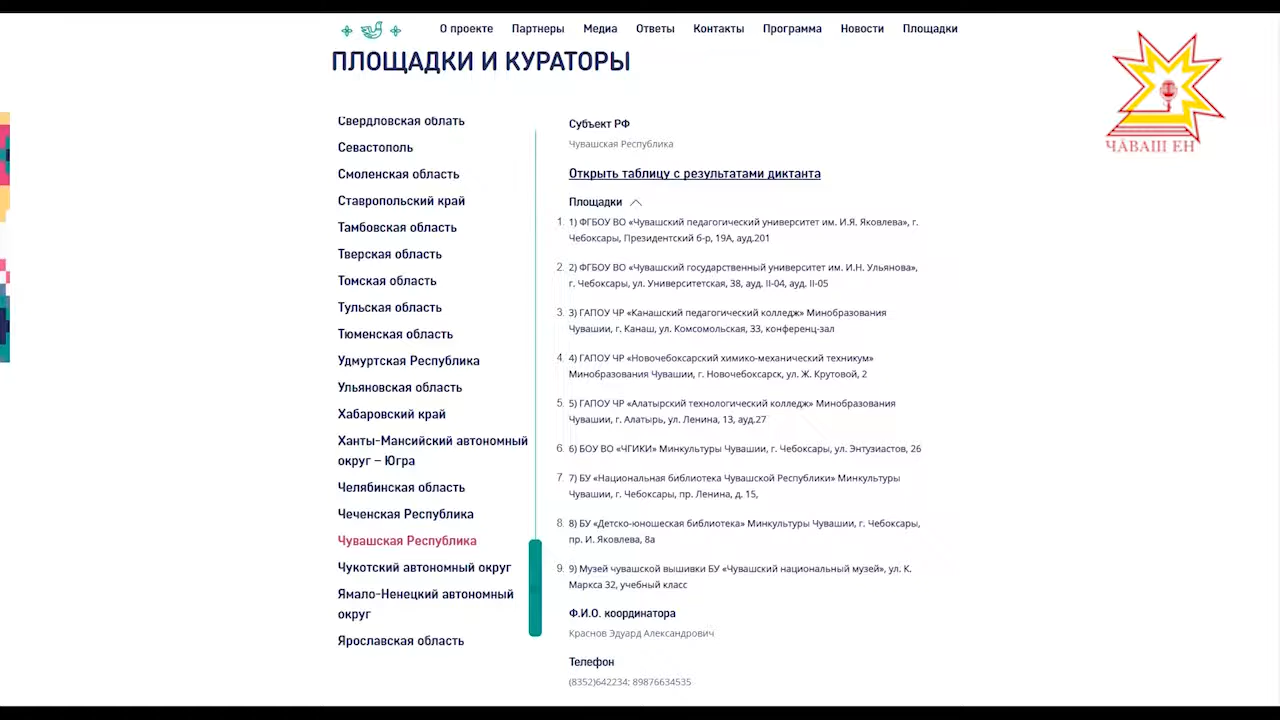 О проекте Партнеры Медиа Ответы Контакты Программа Новости Площадки
ПЛОЩАДКИ И КУРАТОРЫ
ЧӐВАШ ЕН
Свердловская облать
Севастополь
Смоленская область
Ставропольский край
Тамбовская область
Тверская область
Томская область
Тульская область
Тюменская область
Удмуртская Республика
Ульяновская область
Хабаровский край
Ханты-Мансийский автономный
округ – Югра
Челябинская область
Чеченская Республика
Чувашская Республика
Чукотский автономный округ
Ямало-Ненецкий автономный
округ
Ярославская область
Субъект РФ
Чувашская Республика
Открыть таблицу с результатами диктанта
Площадки
1. 1) ФГБОУ ВО «Чувашский педагогический университет им. И.Я. Яковлева», г.
Чебоксары, Президентский б-р, 19А, ауд.201
2. 2) ФГБОУ ВО «Чувашский государственный университет им. И.Н. Ульянова»,
г. Чебоксары, ул. Университетская, 38, ауд. II-04, ауд. II-05
3. 3) ГАПОУ ЧР «Канашский педагогический колледж» Минобразования
Чувашии, г. Канаш, ул. Комсомольская, 33, конференц-зал
4. 4) ГАПОУ ЧР «Новочебоксарский химико-механический техникум»
Минобразования Чувашии, г. Новочебоксарск, ул. Ж. Крутовой, 2
5. 5) ГАПОУ ЧР «Алатырский технологический колледж» Минобразования
Чувашии, г. Алатырь, ул. Ленина, 13, ауд.27
6. 6) БОУ ВО «ЧГИКИ» Минкультуры Чувашии, г. Чебоксары, ул. Энтузиастов, 26
7. 7) БУ «Национальная библиотека Чувашской Республики» Минкультуры
Чувашии, г. Чебоксары, пр. Ленина, д. 15,
8. 8) БУ «Детско-юношеская библиотека» Минкультуры Чувашии, г. Чебоксары,
пр. И. Яковлева, 8а
9. 9) Музей чувашской вышивки БУ «Чувашский национальный музей», ул. К.
Маркса 32, учебный класс
Ф.И.О. координатора
Краснов Эдуард Александрович
Телефон
(8352)642234; 89876634535